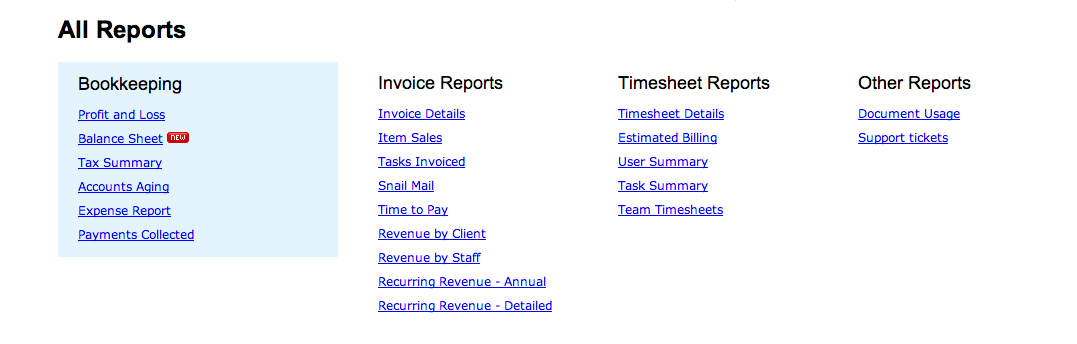 All Reports
Bookkeeping
Profit and Loss
Balance Sheet NEW
Tax Summary
Accounts Aging
Expense Report
Payments Collected
Invoice Reports
Invoice Details
Item Sales
Tasks Invoiced
Snail Mail
Time to Pay
Revenue by Client
Revenue by Staff
Recurring Revenue - Annual
Recurring Revenue - Detailed
Timesheet Reports
Timesheet Details
Estimated Billing
User Summary
Task Summary
Team Timesheets
Other Reports
Document Usage
Support tickets